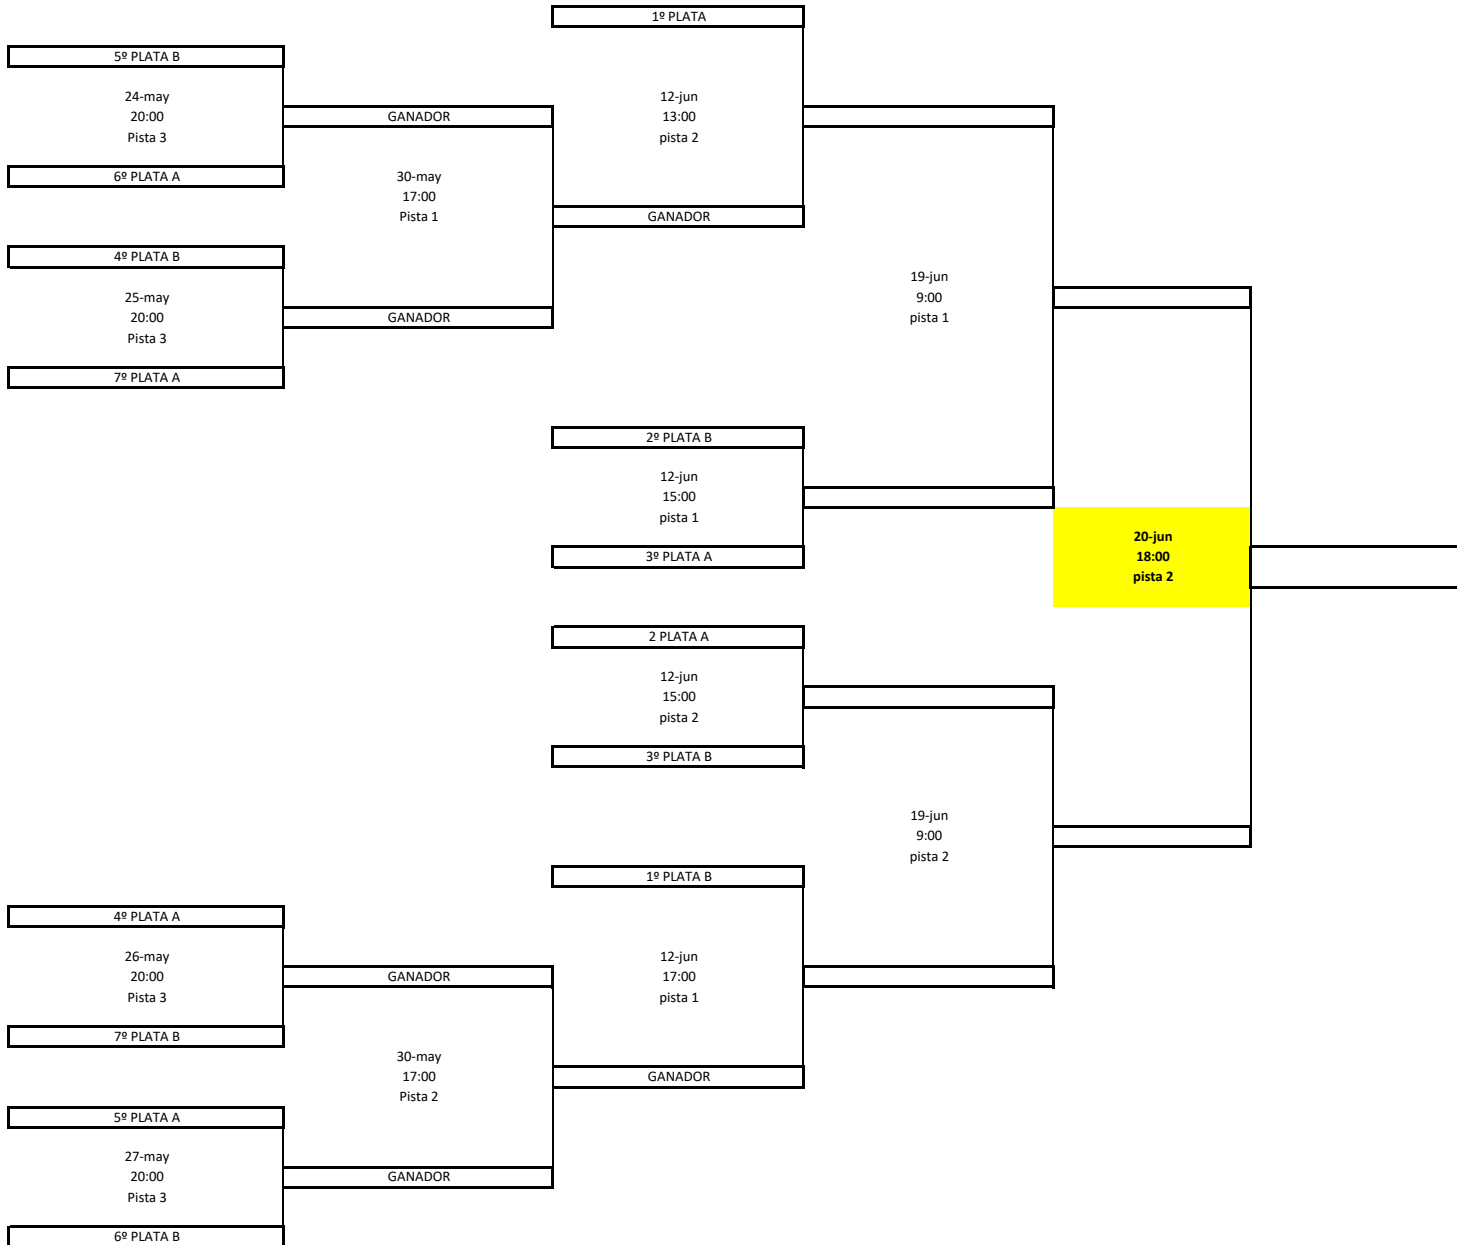 1º PLATA
5º PLATA B
24-may
20:00
Pista 3
6º PLATA A
GANADOR
12-jun
13:00
pista 2
30-may
17:00
Pista 1
GANADOR
4º PLATA B
25-may
20:00
Pista 3
7º PLATA A
GANADOR
19-jun
9:00
pista 1
2º PLATA B
12-jun
15:00
pista 1
3º PLATA A
20-jun
18:00
pista 2
2 PLATA A
12-jun
15:00
pista 2
3º PLATA B
19-jun
9:00
pista 2
1º PLATA B
4º PLATA A
26-may
20:00
Pista 3
7º PLATA B
GANADOR
12-jun
17:00
pista 1
30-may
17:00
Pista 2
GANADOR
5º PLATA A
27-may
20:00
Pista 3
6º PLATA B
GANADOR